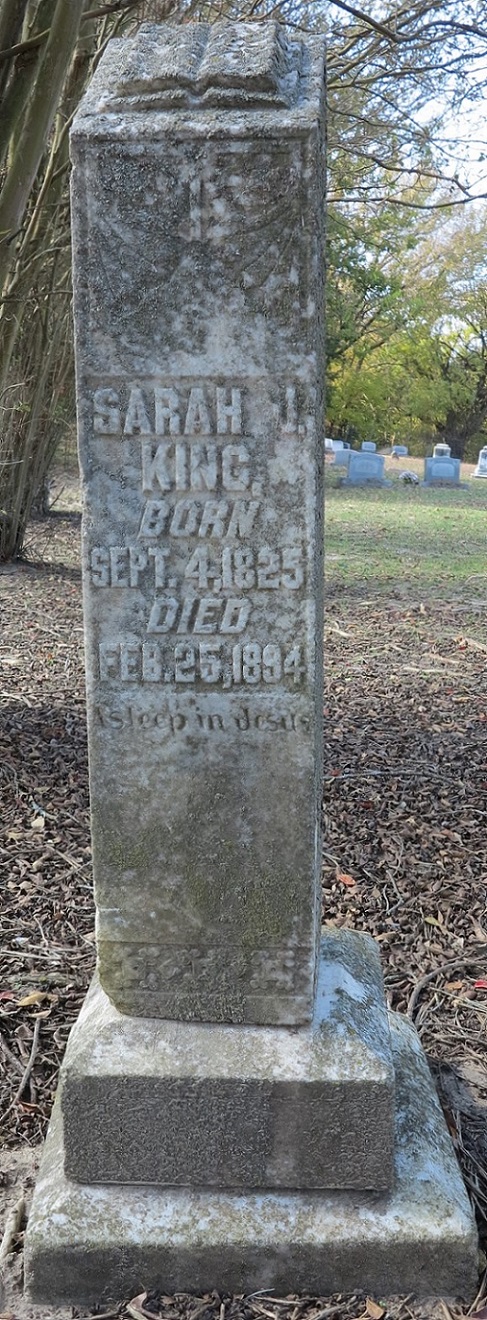 SARAH J.
KING,
BORN
SEPT. 4, 1825
DIED
FEB. 25, 1894
Asleep in Jesus